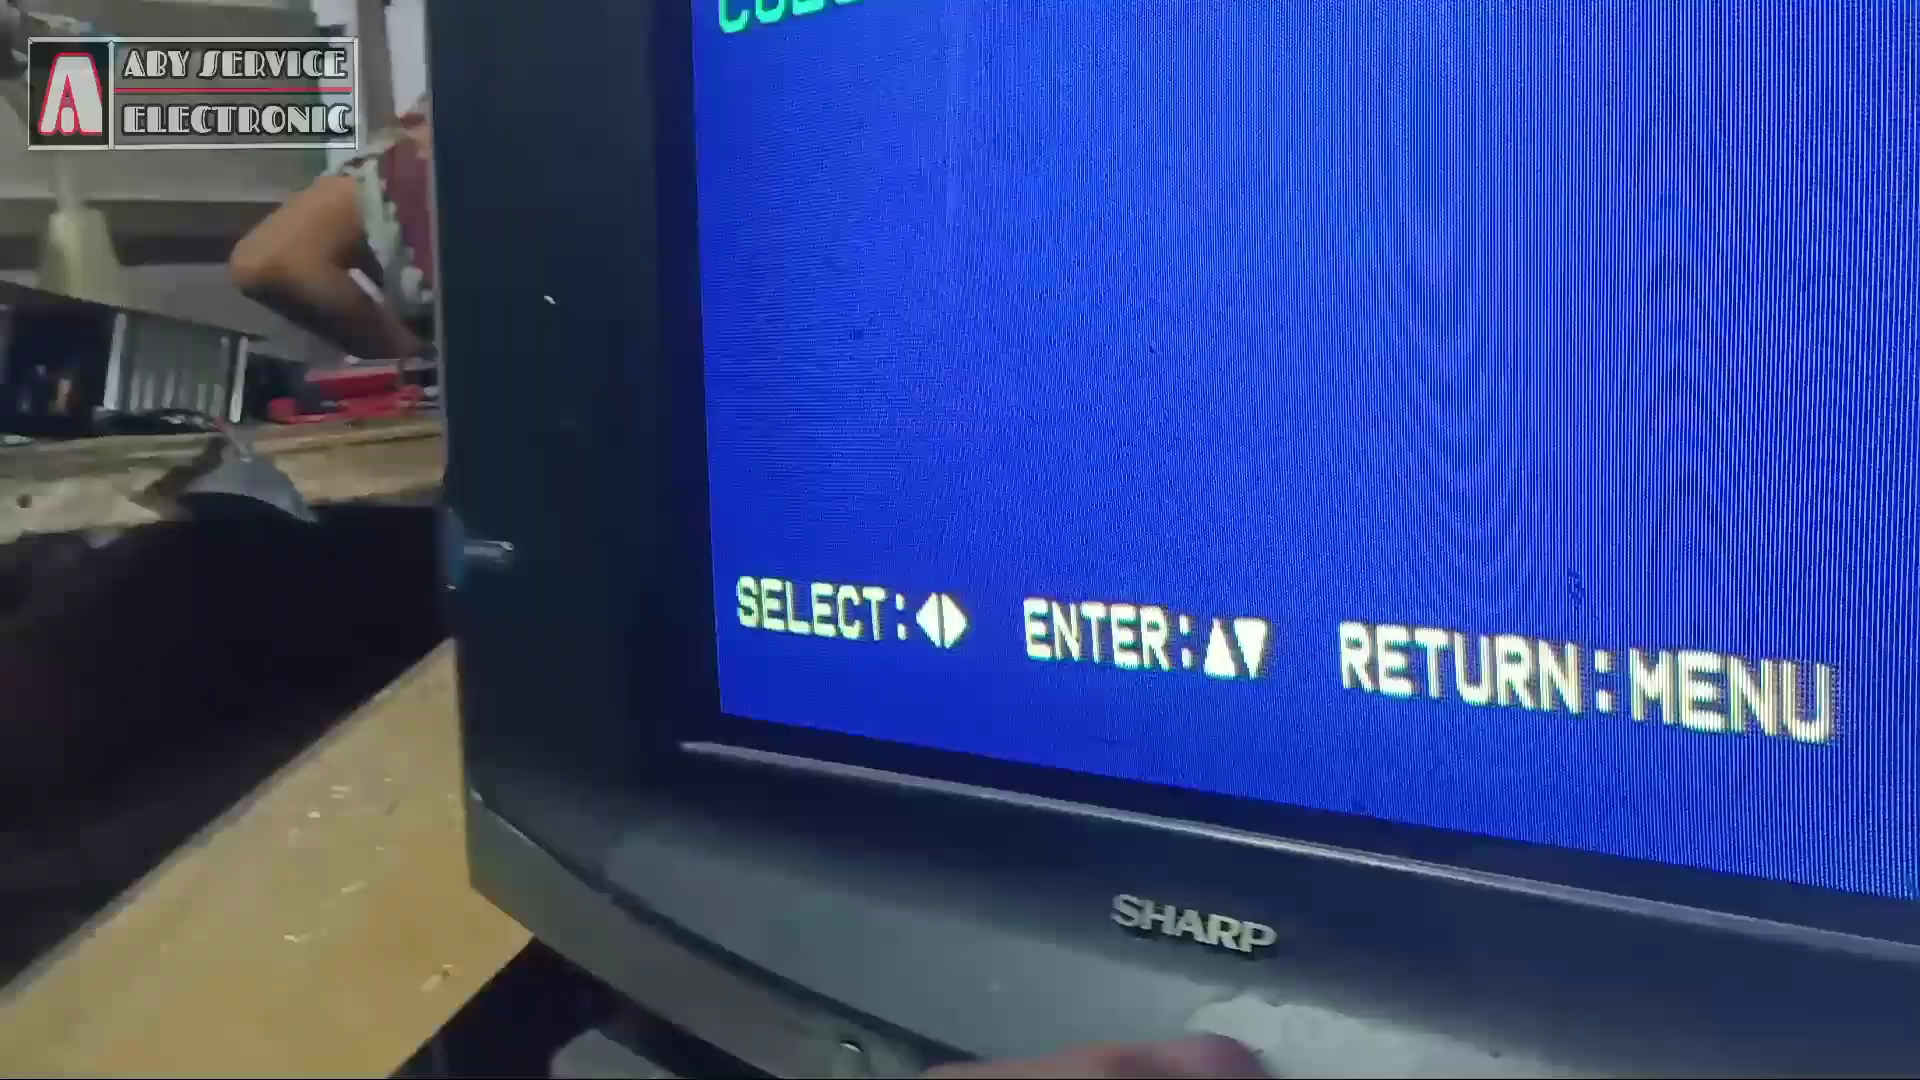 ABY SERVICE
ELECTRONIC
SELECT:◀▶ ENTER:▲▼ RETURN:MENU
SHARP